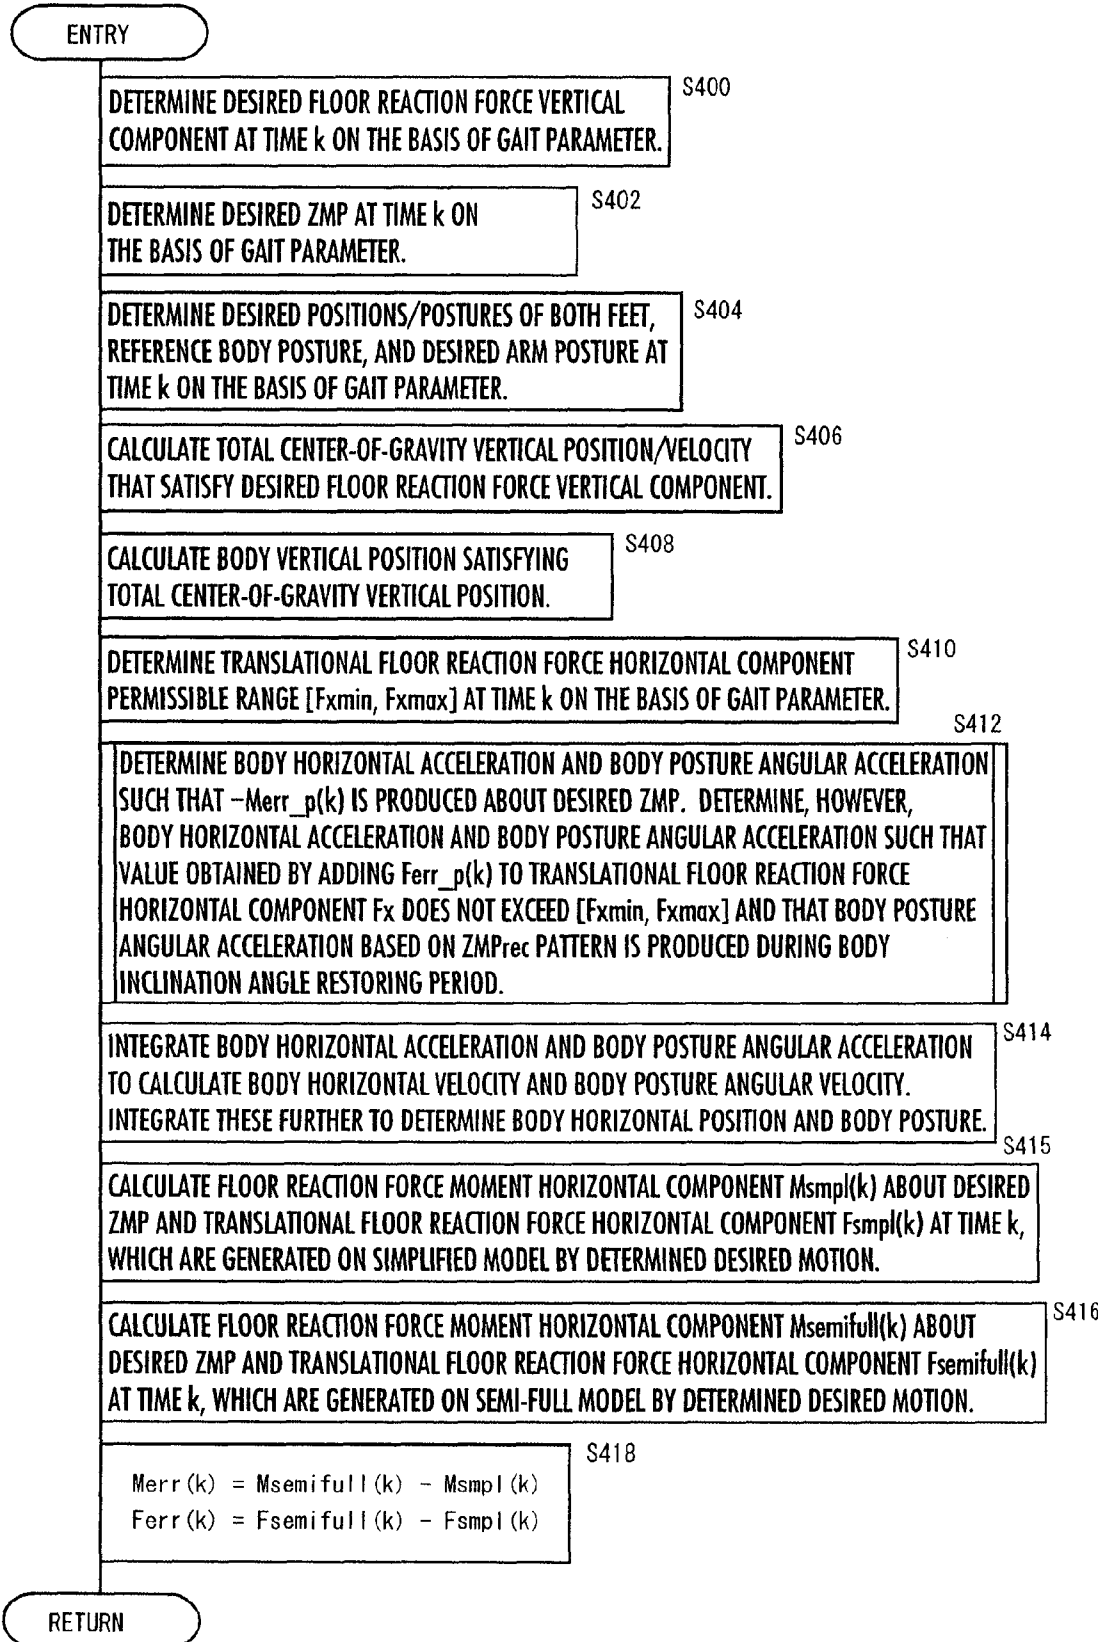 ENTRY
S400
DETERMINE DESIRED FLOOR REACTION FORCE VERTICAL
COMPONENT AT TIME k ON THE BASIS OF GAIT PARAMETER.
S402
DETERMINE DESIRED ZMP AT TIME k ON
THE BASIS OF GAIT PARAMETER.
S404
DETERMINE DESIRED POSITIONS/POSTURES OF BOTH FEET,
REFERENCE BODY POSTURE, AND DESIRED ARM POSTURE AT
TIME k ON THE BASIS OF GAIT PARAMETER.
S406
CALCULATE TOTAL CENTER-OF-GRAVITY VERTICAL POSITION/VELOCITY
THAT SATISFY DESIRED FLOOR REACTION FORCE VERTICAL COMPONENT.
S408
CALCULATE BODY VERTICAL POSITION SATISFYING
TOTAL CENTER-OF-GRAVITY VERTICAL POSITION.
S410
DETERMINE TRANSLATIONAL FLOOR REACTION FORCE HORIZONTAL COMPONENT
PERMISSIBLE RANGE [Fxmin, Fxmax] AT TIME k ON THE BASIS OF GAIT PARAMETER.
S412
DETERMINE BODY HORIZONTAL ACCELERATION AND BODY POSTURE ANGULAR ACCELERATION
SUCH THAT -Merr_p(k) IS PRODUCED ABOUT DESIRED ZMP. DETERMINE, HOWEVER,
BODY HORIZONTAL ACCELERATION AND BODY POSTURE ANGULAR ACCELERATION SUCH THAT
VALUE OBTAINED BY ADDING Ferr_p(k) TO TRANSLATIONAL FLOOR REACTION FORCE
HORIZONTAL COMPONENT Fx DOES NOT EXCEED [Fxmin, Fxmax] AND THAT BODY POSTURE
ANGULAR ACCELERATION BASED ON ZMPrec PATTERN IS PRODUCED DURING BODY
INCLINATION ANGLE RESTORING PERIOD.
S414
INTEGRATE BODY HORIZONTAL ACCELERATION AND BODY POSTURE ANGULAR ACCELERATION
TO CALCULATE BODY HORIZONTAL VELOCITY AND BODY POSTURE ANGULAR VELOCITY.
INTEGRATE THESE FURTHER TO DETERMINE BODY HORIZONTAL POSITION AND BODY POSTURE.
S415
CALCULATE FLOOR REACTION FORCE MOMENT HORIZONTAL COMPONENT Msmpl(k) ABOUT DESIRED
ZMP AND TRANSLATIONAL FLOOR REACTION FORCE HORIZONTAL COMPONENT Fsmpl(k) AT TIME k,
WHICH ARE GENERATED ON SIMPLIFIED MODEL BY DETERMINED DESIRED MOTION.
S416
CALCULATE FLOOR REACTION FORCE MOMENT HORIZONTAL COMPONENT Msemifull(k) ABOUT
DESIRED ZMP AND TRANSLATIONAL FLOOR REACTION FORCE HORIZONTAL COMPONENT Fsemifull(k)
AT TIME k, WHICH ARE GENERATED ON SEMI-FULL MODEL BY DETERMINED DESIRED MOTION.
S418
Merr(k) = Msemifull(k) - Msmpl(k)
Ferr(k) = Fsemifull(k) - Fsmpl(k)
RETURN